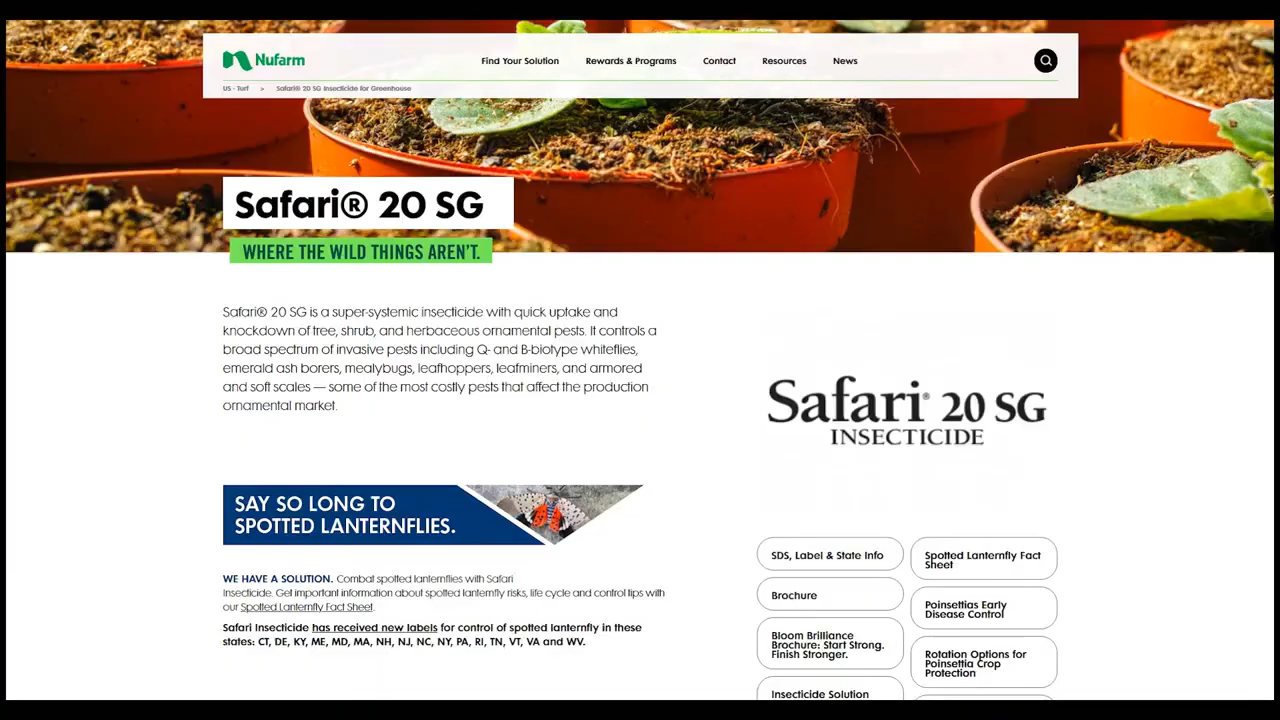 Nufarm
Find Your Solution
Rewards & Programs
Contact
Resources
News
US - Turf > Safari® 20 SG Insecticide for Greenhouse
Safari® 20 SG
WHERE THE WILD THINGS AREN'T.
Safari® 20 SG is a super-systemic insecticide with quick uptake and
knockdown of tree, shrub, and herbaceous ornamental pests. It controls a
broad spectrum of invasive pests including Q- and B-biotype whiteflies,
emerald ash borers, mealybugs, leafhoppers, leafminers, and armored
and soft scales — some of the most costly pests that affect the production
ornamental market.
Safari® 20 SG
INSECTICIDE
SAY SO LONG TO
SPOTTED LANTERNFLIES.
WE HAVE A SOLUTION. Combat spotted lanternflies with Safari
Insecticide. Get important information about spotted lanternfly risks, life cycle and control tips with
our Spotted Lanternfly Fact Sheet.
Safari Insecticide has received new labels for control of spotted lanternfly in these
states: CT, DE, KY, ME, MD, MA, NH, NJ, NC, NY, PA, RI, TN, VT, VA and WV.
SDS, Label & State Info
Brochure
Bloom Brilliance
Brochure: Start Strong.
Finish Stronger.
Insecticide Solution
Spotted Lanternfly Fact
Sheet
Poinsettias Early
Disease Control
Rotation Options for
Poinsettia Crop
Protection